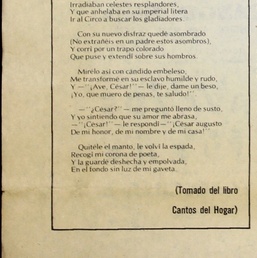 Irradiaban celestes resplandores,
Y que anhelaba en su imperial litera
Ir al Circo a buscar los gladiadores.
Con su nuevo disfraz quedé asombrado
(No extrañéis en un padre estos asombros),
Y corrí por un trapo colorado
Que puse y extendí sobre sus hombros.
Mirélo así con cándido embeleso,
Me transformé en su esclavo humilde y rudo,
Y —"¡Ave, César!"— le dije, dame un beso,
¡Yo, que muero de penas, te saludo!"
—"¿César?"— me preguntó lleno de susto,
Y yo sintiendo que su amor me abrasa,
—"¡César!"— le respondí—"¡César augusto
De mi honor, de mi nombre y de mi casa!"
Quitéle el manto, le volví la espada,
Recogí mi corona de poeta,
Y la guardé deshecha y empolvada,
En el fondo sin luz de mi gaveta.
(Tomado del libro
Cantos del Hogar)